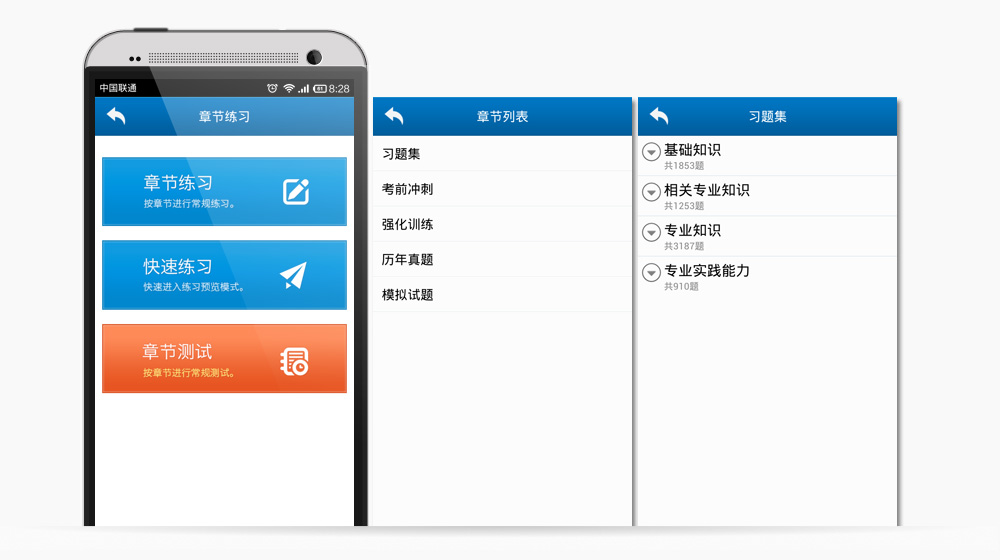 中国联通
8:28
章节练习
章节练习
按章节进行常规练习。
快速练习
快速进入练习预览模式。
章节测试
按章节进行常规测试。
章节列表
习题集
考前冲刺
强化训练
历年真题
模拟试题
习题集
基础知识
共1853题
相关专业知识
共1253题
专业知识
共3187题
专业实践能力
共910题